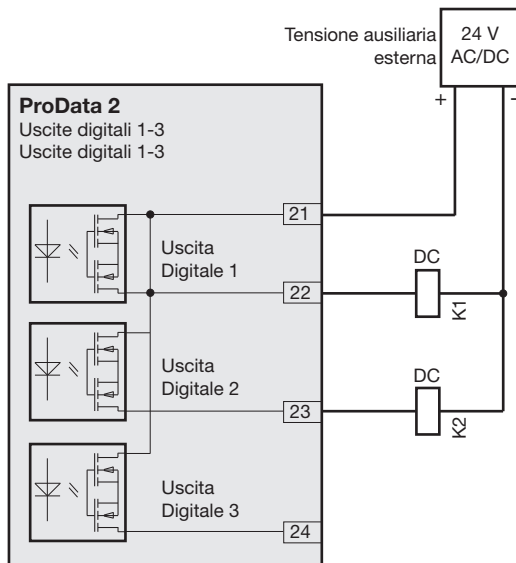 Tensione ausiliaria
esterna
24 V
AC/DC
+
-
ProData 2
Uscite digitali 1-3
Uscite digitali 1-3
21
Uscita
Digitale 1
DC
22
K1
Uscita
Digitale 2
DC
23
K2
Uscita
Digitale 3
24